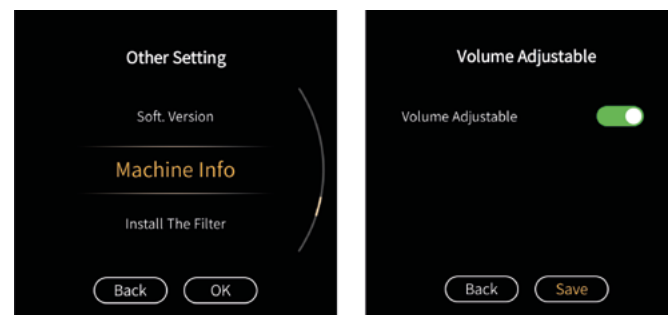 Other Setting
Soft. Version
Machine Info
Install The Filter
Back OK
Volume Adjustable
Volume Adjustable
Back Save